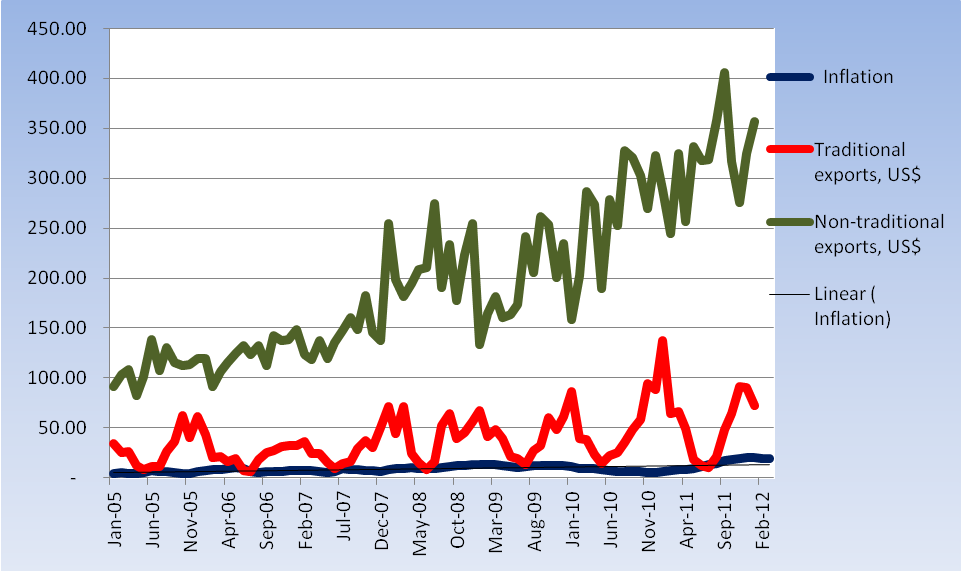 450.00
400.00
350.00
300.00
250.00
200.00
150.00
100.00
50.00
-
Jan-05
Jun-05
Nov-05
Apr-06
Sep-06
Feb-07
Jul-07
Dec-07
May-08
Oct-08
Mar-09
Aug-09
Jan-10
Jun-10
Nov-10
Apr-11
Sep-11
Feb-12
Inflation
Traditional
exports, US$
Non-traditional
exports, US$
Linear (
Inflation)